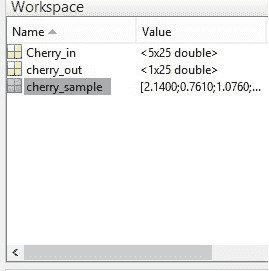 Workspace
Name Value
Cherry_in <5x25 double>
cherry_out <1x25 double>
cherry_sample [2.1400;0.7610;1.0760;...